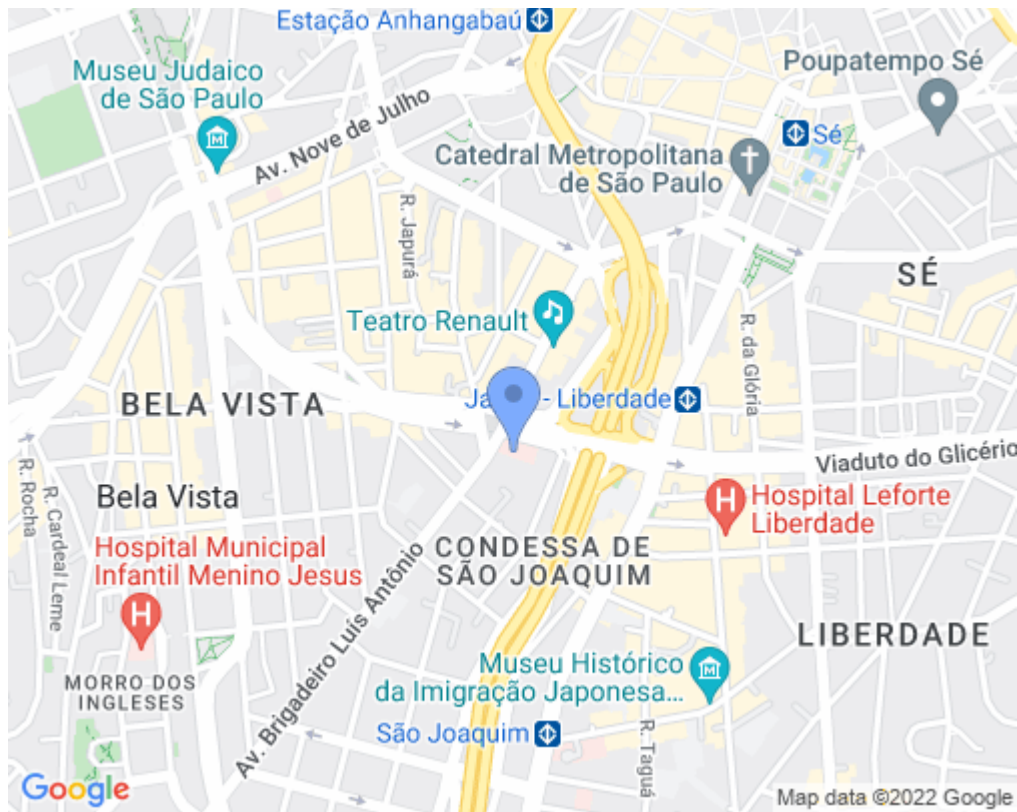 Estação Anhangabaú
Museu Judaico
de São Paulo
Poupatempo Sé
Av. Nove de Julho
Sé
Catedral Metropolitana
de São Paulo
R. Japurá
SÉ
Teatro Renault
R. da Glória
BELA VISTA
- Liberdade
Viaduto do Glicério
R. Rocha
R. Cardeal Leme
Bela Vista
Hospital Leforte
Liberdade
Hospital Municipal
Infantil Menino Jesus
CONDESSA DE
SÃO JOAQUIM
Av. Brigadeiro Luís Antônio
LIBERDADE
Museu Histórico
da Imigração Japonesa...
MORRO DOS
INGLESES
São Joaquim
R. Taguá
Google
Map data ©2022 Google